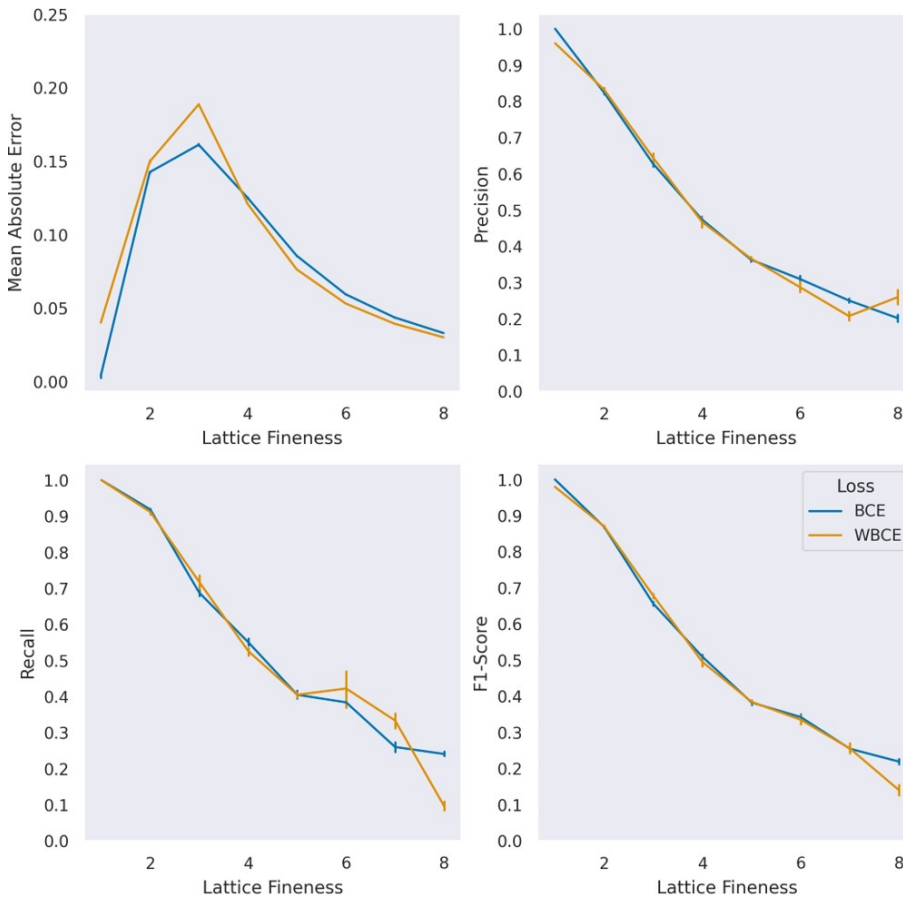 0.25
0.20
0.15
0.10
0.05
0.00
Mean Absolute Error
2 4 6 8
Lattice Fineness
1.0
0.9
0.8
0.7
0.6
0.5
0.4
0.3
0.2
0.1
0.0
Precision
2 4 6 8
Lattice Fineness
1.0
0.9
0.8
0.7
0.6
0.5
0.4
0.3
0.2
0.1
0.0
Recall
2 4 6 8
Lattice Fineness
1.0
0.9
0.8
0.7
0.6
0.5
0.4
0.3
0.2
0.1
0.0
F1-Score
2 4 6 8
Lattice Fineness
Loss
BCE
WBCE